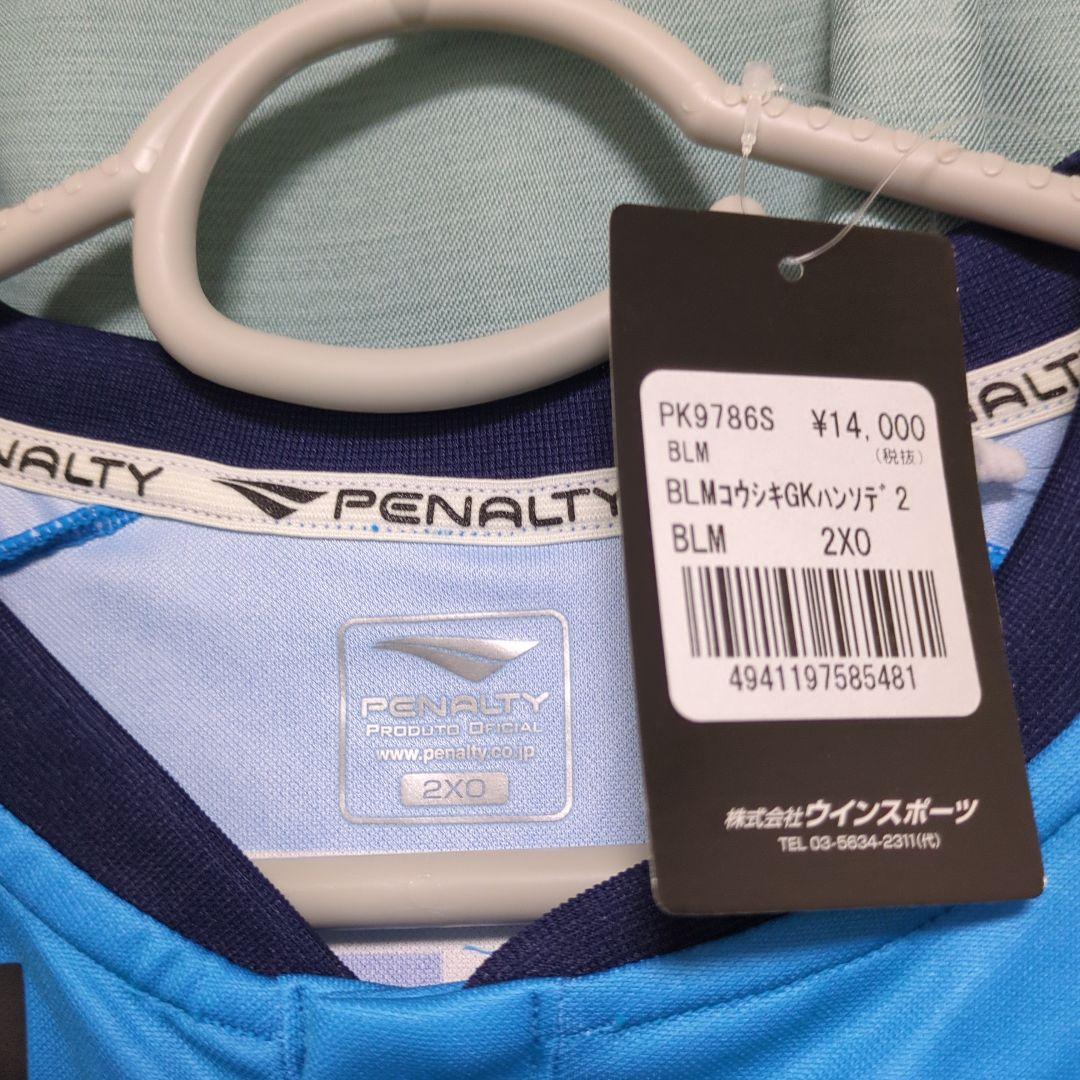 PENALTY
PENALTY
PRODUTO OFICIAL
www.penalty.co.jp
2XO
PK9786S ¥14,000
BLM (税抜)
BLMコウシキGKハンソデ 2
BLM 2XO
4941197585481
株式会社ウインスポーツ
TEL 03-5634-2311(代)